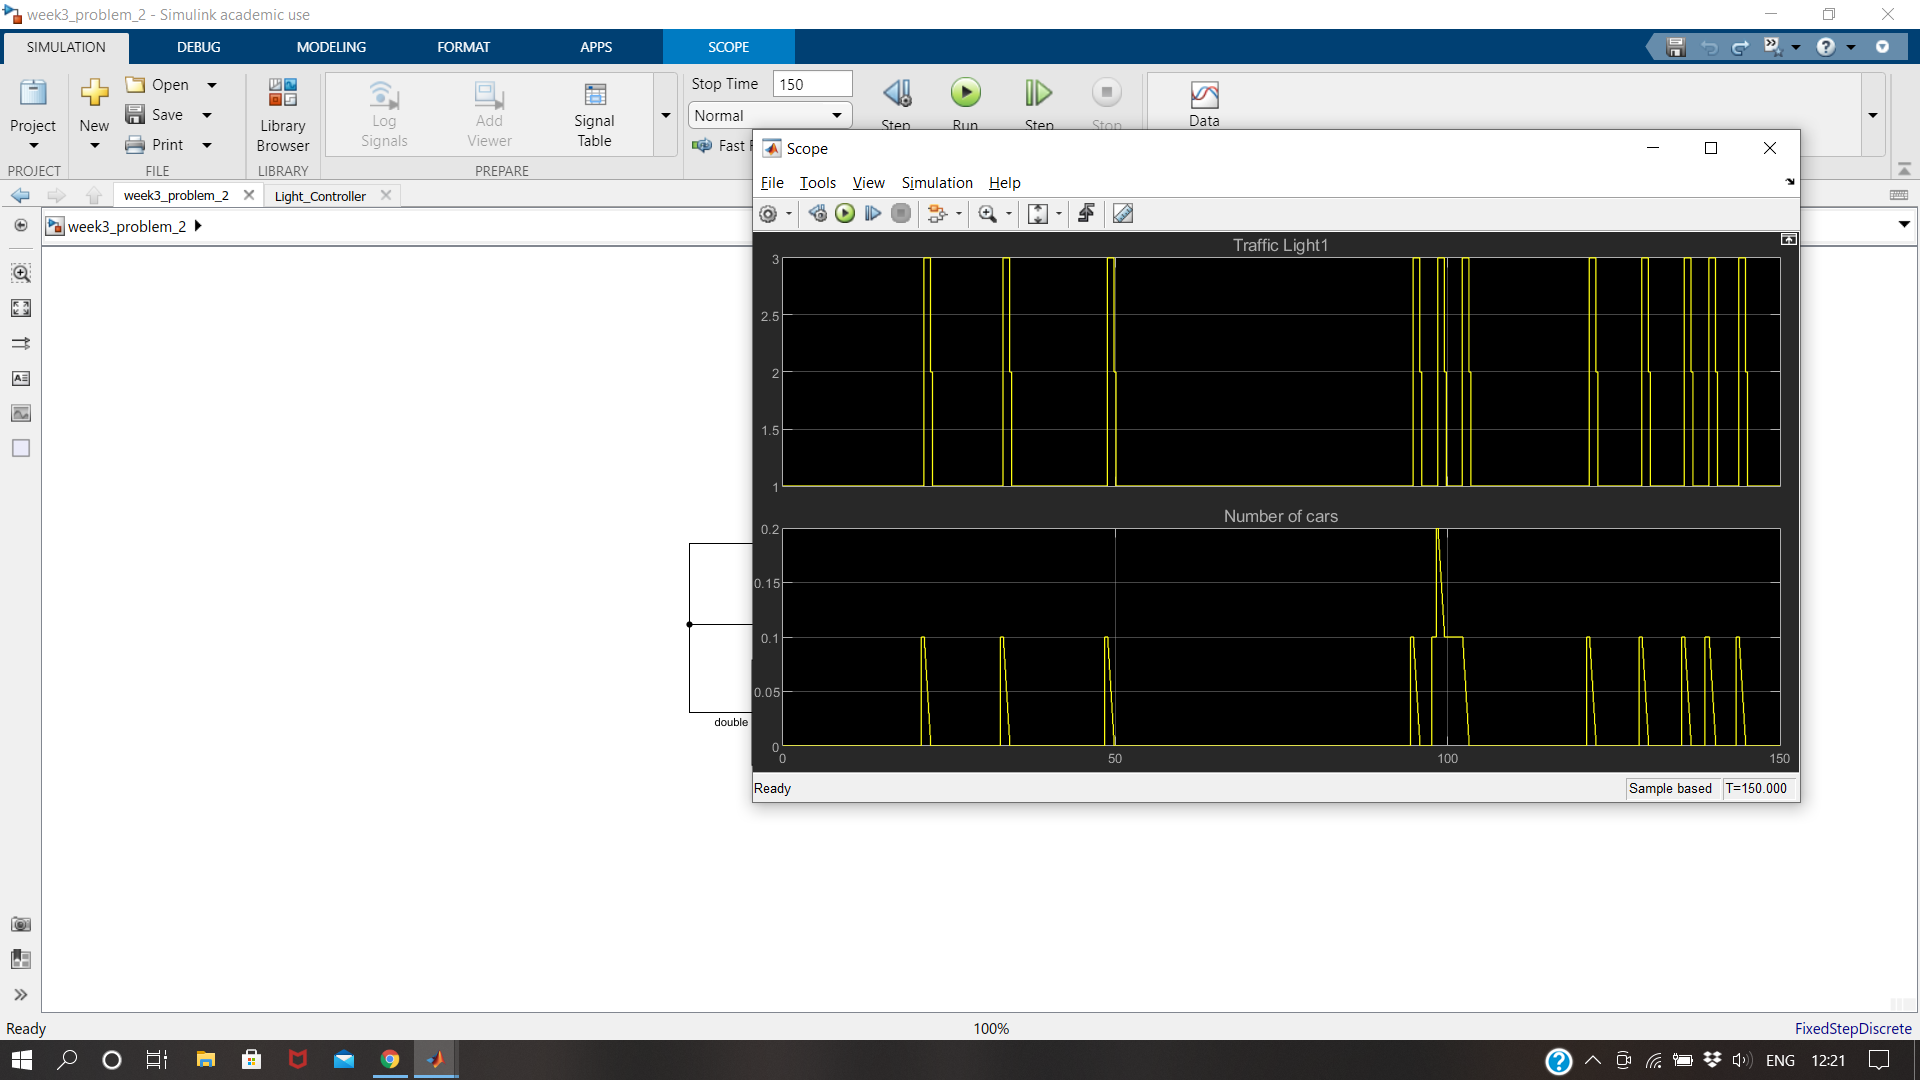 week3_problem_2 - Simulink academic use
SIMULATION DEBUG MODELING FORMAT APPS SCOPE
Project
PROJECT
New
Open
Save
Print
FILE
Library
Browser
LIBRARY
Log
Signals
Add
Viewer
Signal
Table
PREPARE
Stop Time 150
Normal
Fast
Step
Run
Step
Stop
Data
week3_problem_2
Light_Controller
week3_problem_2
double
Scope
File Tools View Simulation Help
Traffic Light1
3
2.5
2
1.5
1
Number of cars
0.2
0.15
0.1
0.05
0
0 50 100 150
Ready
Sample based
T=150.000
Ready
100%
FixedStepDiscrete
ENG
12:21